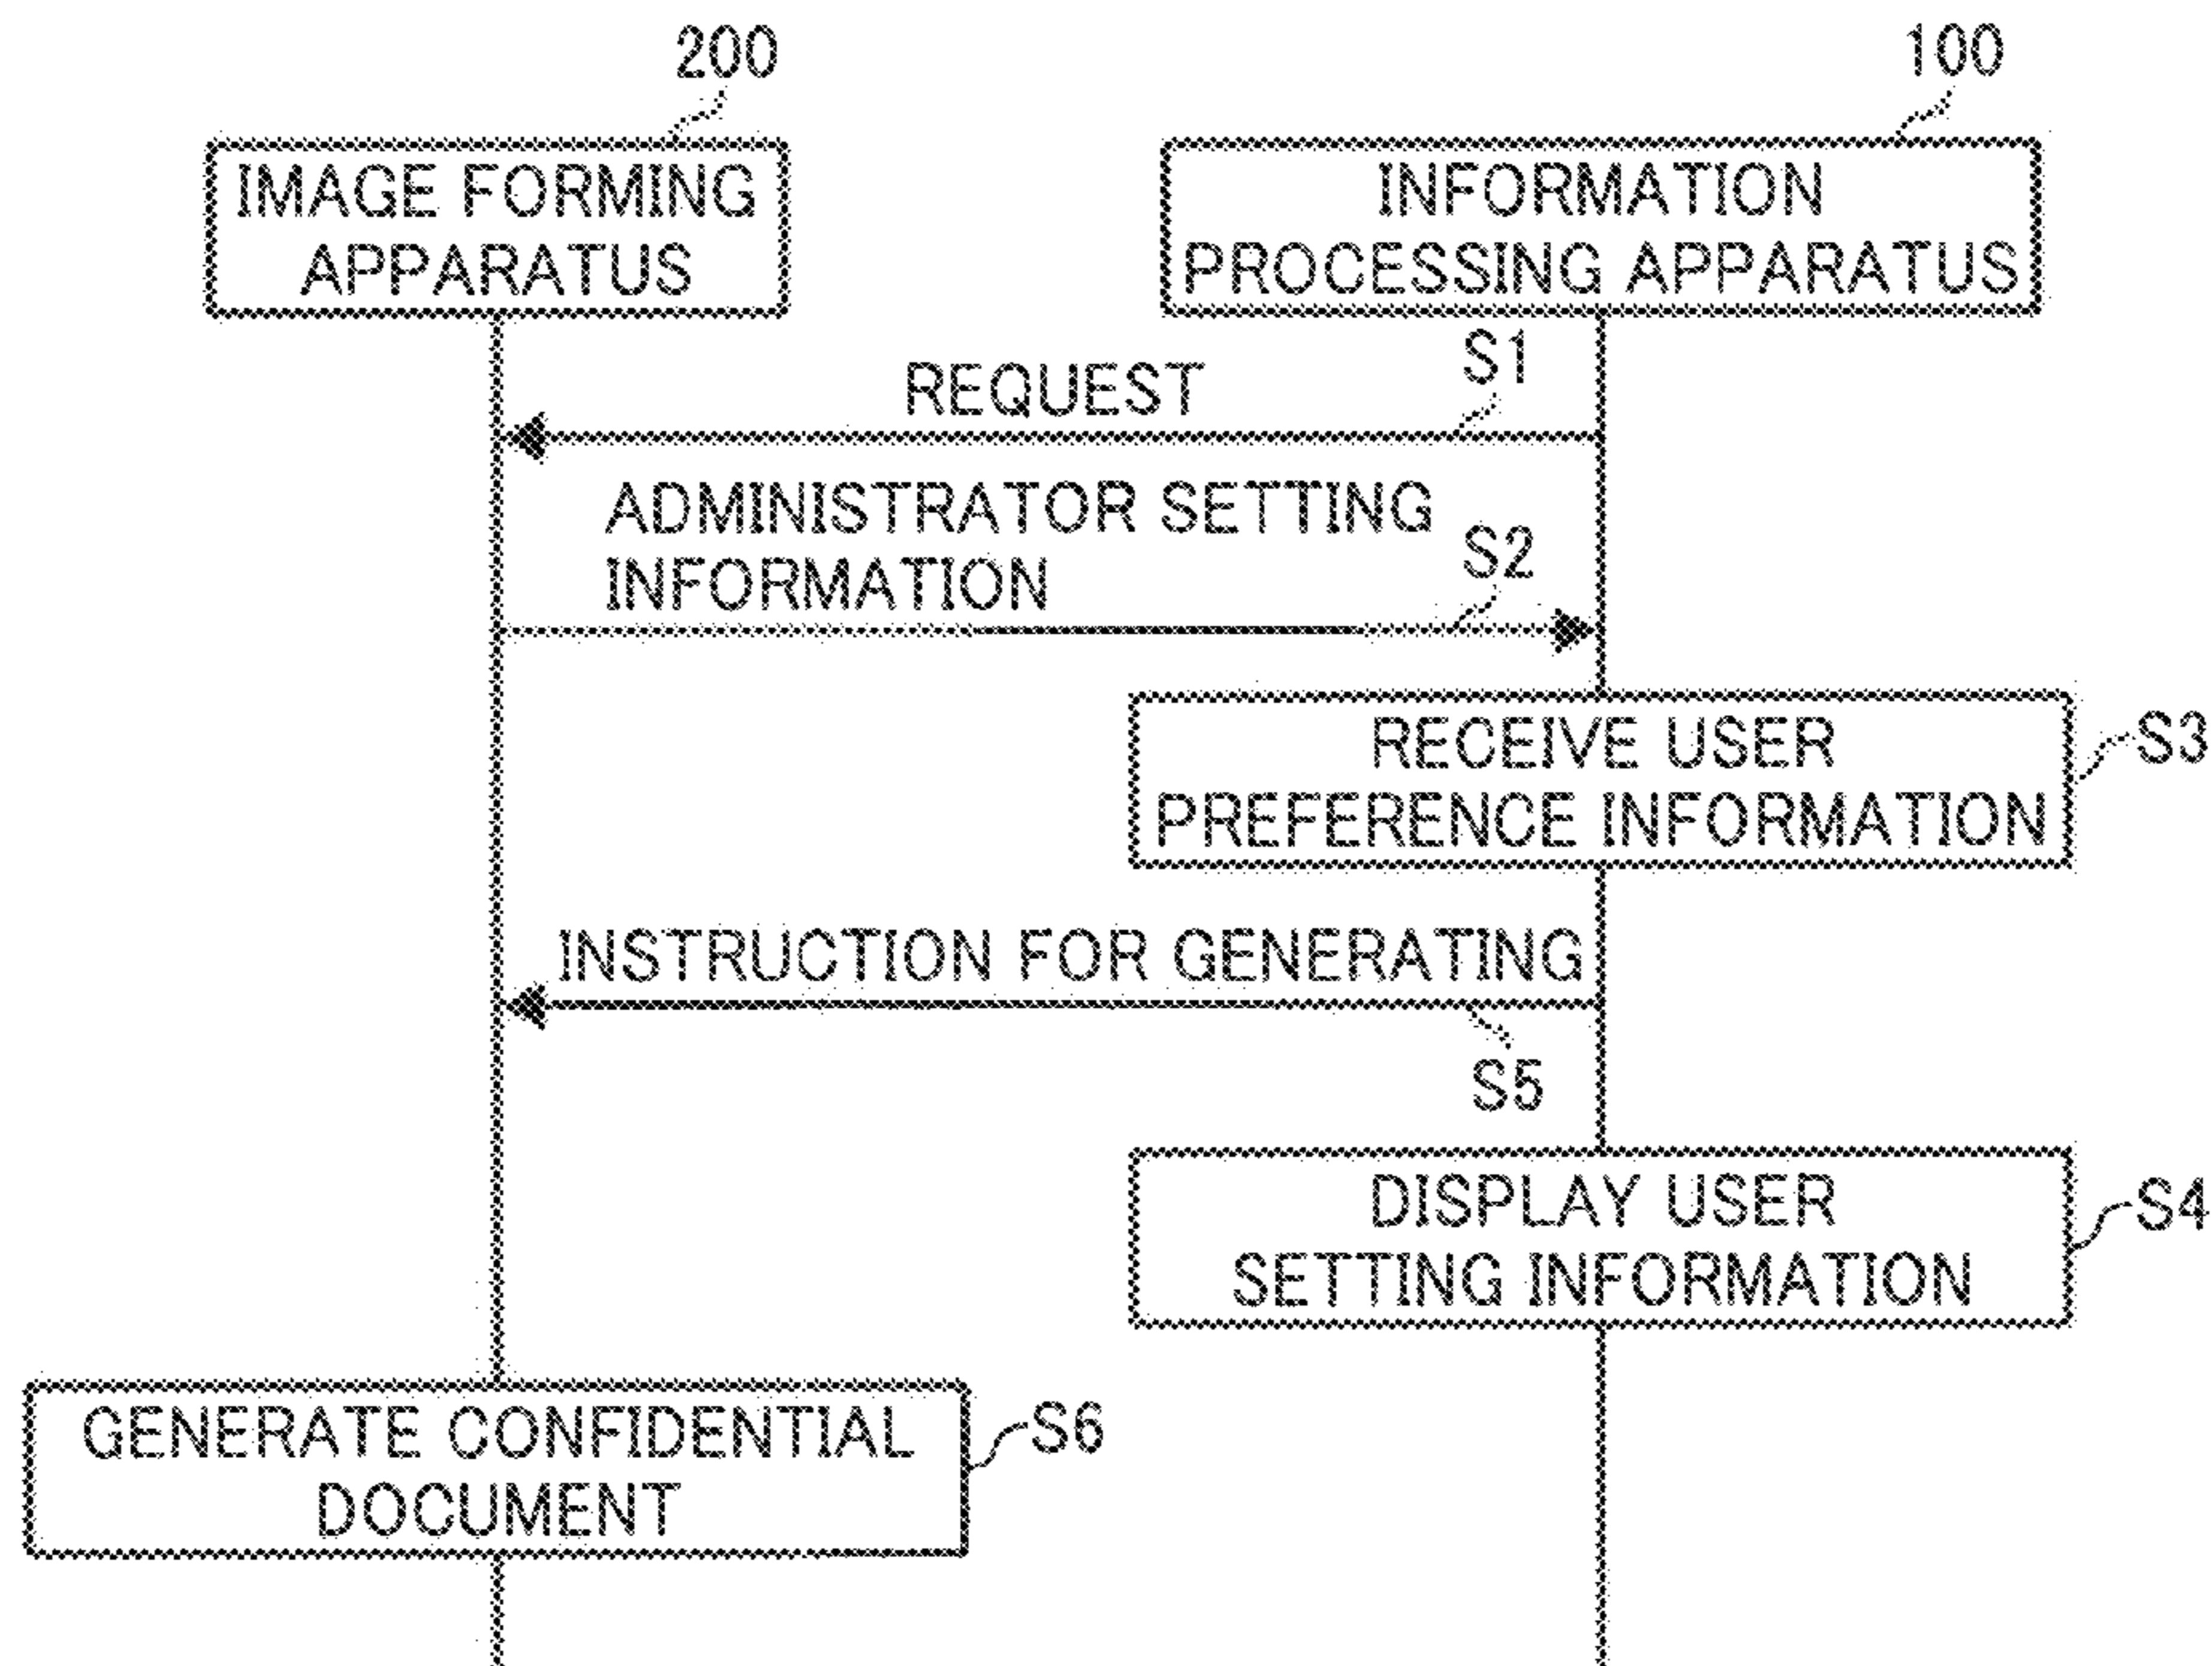 200
100
IMAGE FORMING
APPARATUS
INFORMATION
PROCESSING APPARATUS
S1
REQUEST
ADMINISTRATOR SETTING
INFORMATION
S2
RECEIVE USER
PREFERENCE INFORMATION
S3
INSTRUCTION FOR GENERATING
S5
DISPLAY USER
SETTING INFORMATION
S4
GENERATE CONFIDENTIAL
DOCUMENT
S6